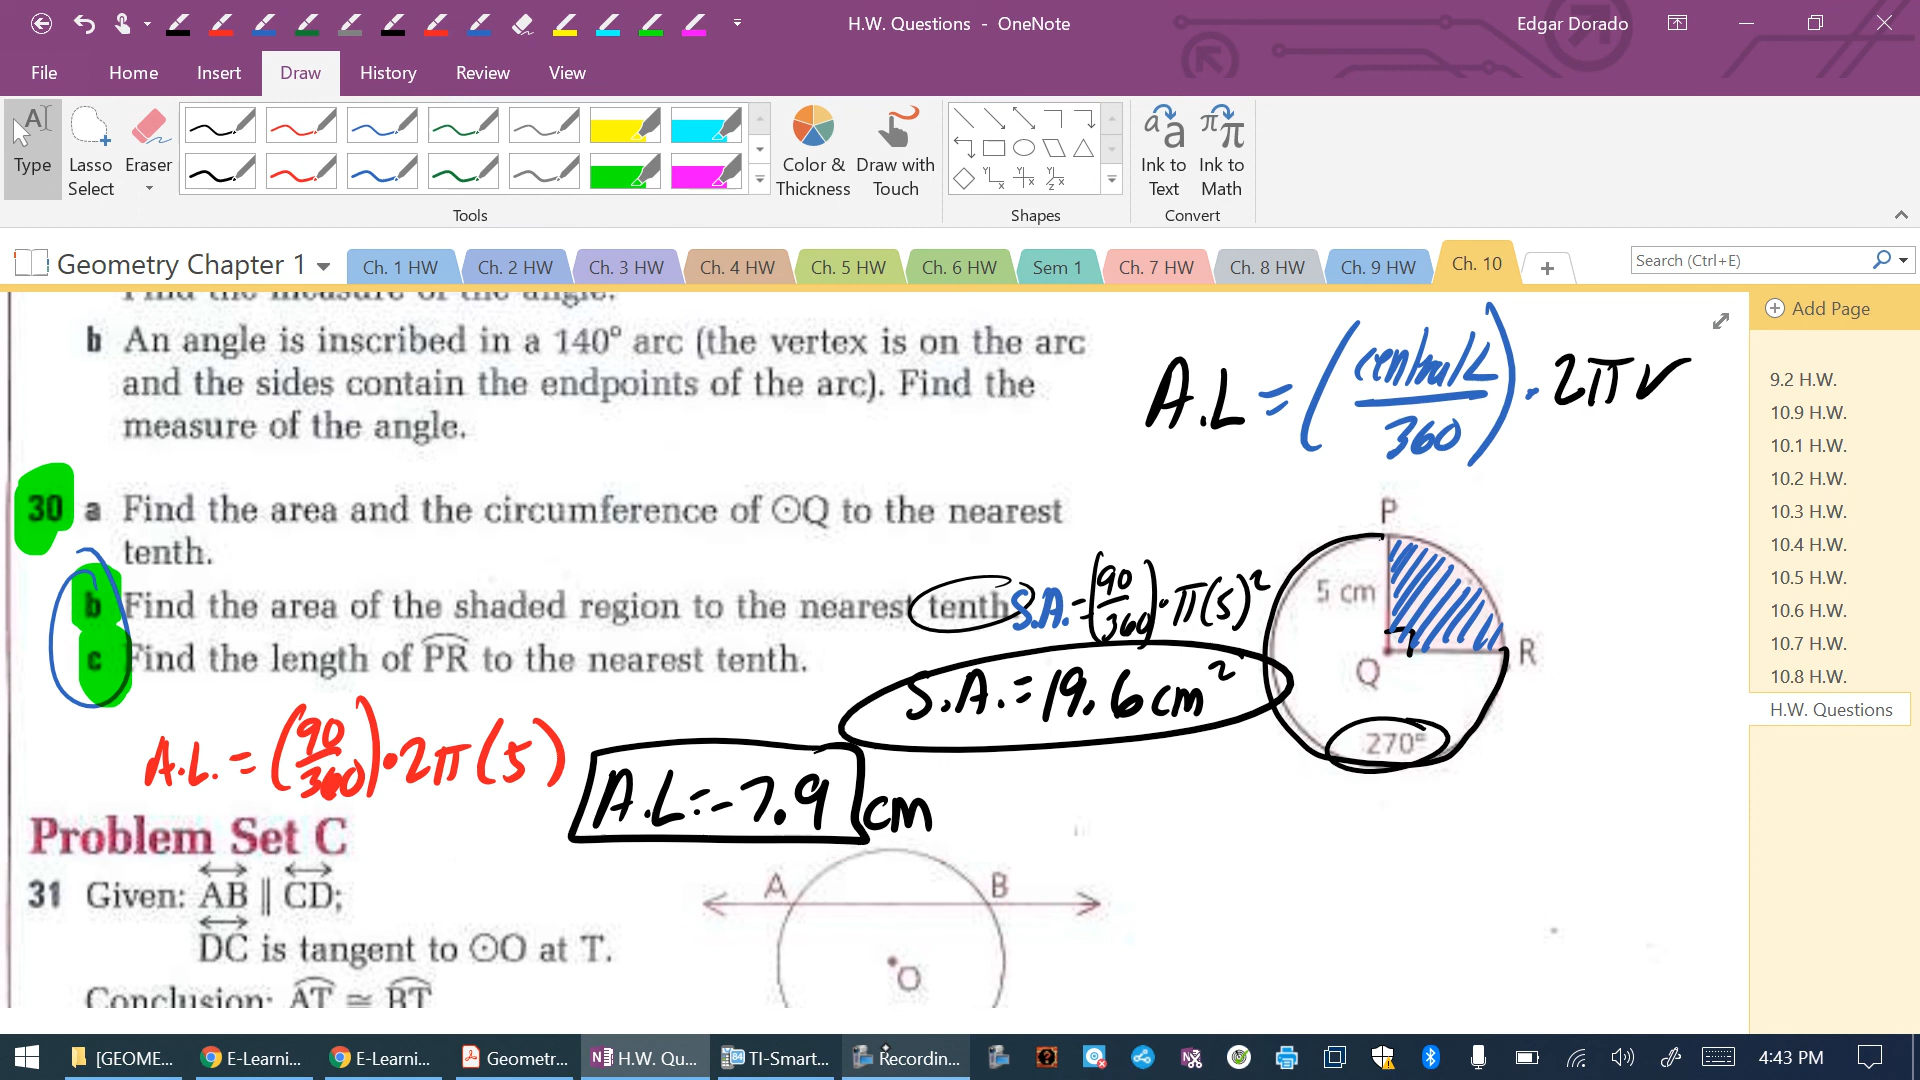 H.W. Questions - OneNote
Edgar Dorado
File Home Insert Draw History Review View
Type
Lasso Select
Eraser
Color & Thickness
Draw with Touch
Ink to Text
Ink to Math
Tools
Shapes
Convert
Geometry Chapter 1
Ch. 1 HW Ch. 2 HW Ch. 3 HW Ch. 4 HW Ch. 5 HW Ch. 6 HW Sem 1 Ch. 7 HW Ch. 8 HW Ch. 9 HW Ch. 10
Search (Ctrl+E)
Find the measure of the angle.
b An angle is inscribed in a 140° arc (the vertex is on the arc
and the sides contain the endpoints of the arc). Find the
measure of the angle.
A.L = (central∠/360) · 2πr
30 a Find the area and the circumference of ⊙Q to the nearest
tenth.
b Find the area of the shaded region to the nearest tenth.
S.A. = (90/360) · π(5)²
c Find the length of P͡R to the nearest tenth.
S.A. = 19.6 cm²
P
5 cm
R
Q
270°
A.L. = (90/360) · 2π(5)
A.L = 7.9 cm
Problem Set C
31 Given: AB ∥ CD;
DC is tangent to ⊙O at T.
Conclusion: AT ≅ BT
A
B
O
Add Page
9.2 H.W.
10.9 H.W.
10.1 H.W.
10.2 H.W.
10.3 H.W.
10.4 H.W.
10.5 H.W.
10.6 H.W.
10.7 H.W.
10.8 H.W.
H.W. Questions
[GEOME... E-Learni... E-Learni... Geometr... H.W. Qu... TI-Smart... Recordin... 4:43 PM